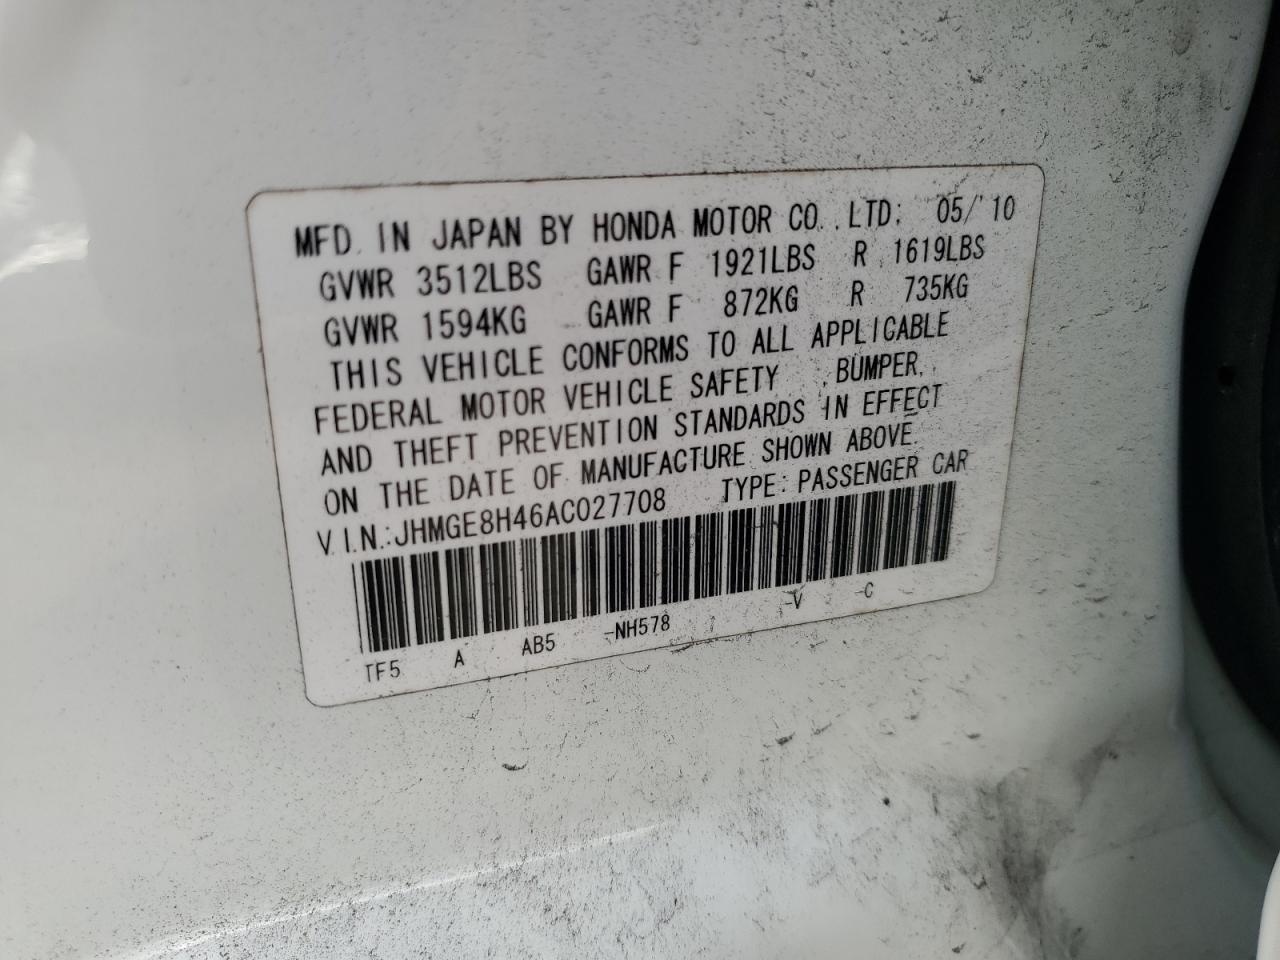 MFD. IN JAPAN BY HONDA MOTOR CO., LTD. 05/'10
GVWR 3512LBS GAWR F 1921LBS R 1619LBS
GVWR 1594KG GAWR F 872KG R 735KG
THIS VEHICLE CONFORMS TO ALL APPLICABLE
FEDERAL MOTOR VEHICLE SAFETY , BUMPER,
AND THEFT PREVENTION STANDARDS IN EFFECT
ON THE DATE OF MANUFACTURE SHOWN ABOVE.
V.I.N.:JHMGE8H46AC027708 TYPE: PASSENGER CAR
TF5 A AB5 -NH578 -V -C